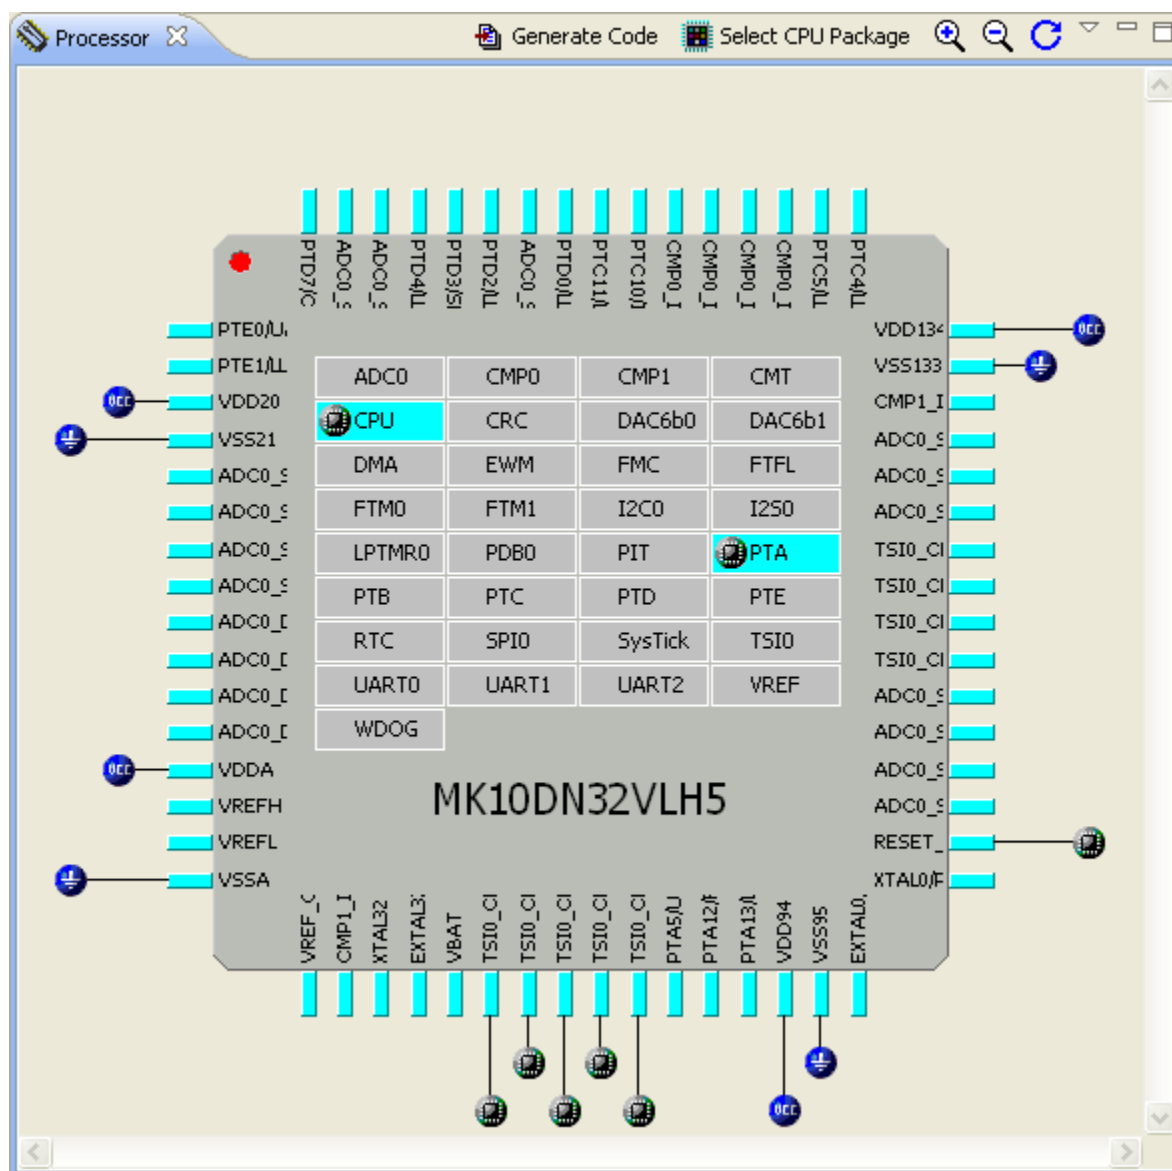 Processor Generate Code Select CPU Package
PTD7/C
ADC0_S
ADC0_S
PTD4/LL
PTD3/SI
PTD2/LL
ADC0_S
PTD0/LL
PTC11/I
PTC10/I
CMP0_I
CMP0_I
CMP0_I
CMP0_I
PTC5/LL
PTC4/LL
PTE0/U
PTE1/LL
VCC
VDD20
VSS21
ADC0_S
ADC0_S
ADC0_S
ADC0_S
ADC0_D
ADC0_D
ADC0_D
ADC0_D
VCC
VDDA
VREFH
VREFL
VSSA
ADC0 CMP0 CMP1 CMT
CPU CRC DAC6b0 DAC6b1
DMA EWM FMC FTFL
FTM0 FTM1 I2C0 I2S0
LPTMR0 PDB0 PIT PTA
PTB PTC PTD PTE
RTC SPI0 SysTick TSI0
UART0 UART1 UART2 VREF
WDOG
MK10DN32VLH5
VDD134
VCC
VSS133
CMP1_I
ADC0_S
ADC0_S
ADC0_S
TSI0_CI
TSI0_CI
TSI0_CI
TSI0_CI
ADC0_S
ADC0_S
ADC0_S
ADC0_S
RESET_
XTAL0/F
VREF_C
CMP1_I
XTAL32
EXTAL3
VBAT
TSI0_CI
TSI0_CI
TSI0_CI
TSI0_CI
TSI0_CI
PTA5/U
PTA12/F
PTA13/I
VDD94
VSS95
EXTAL0
VCC